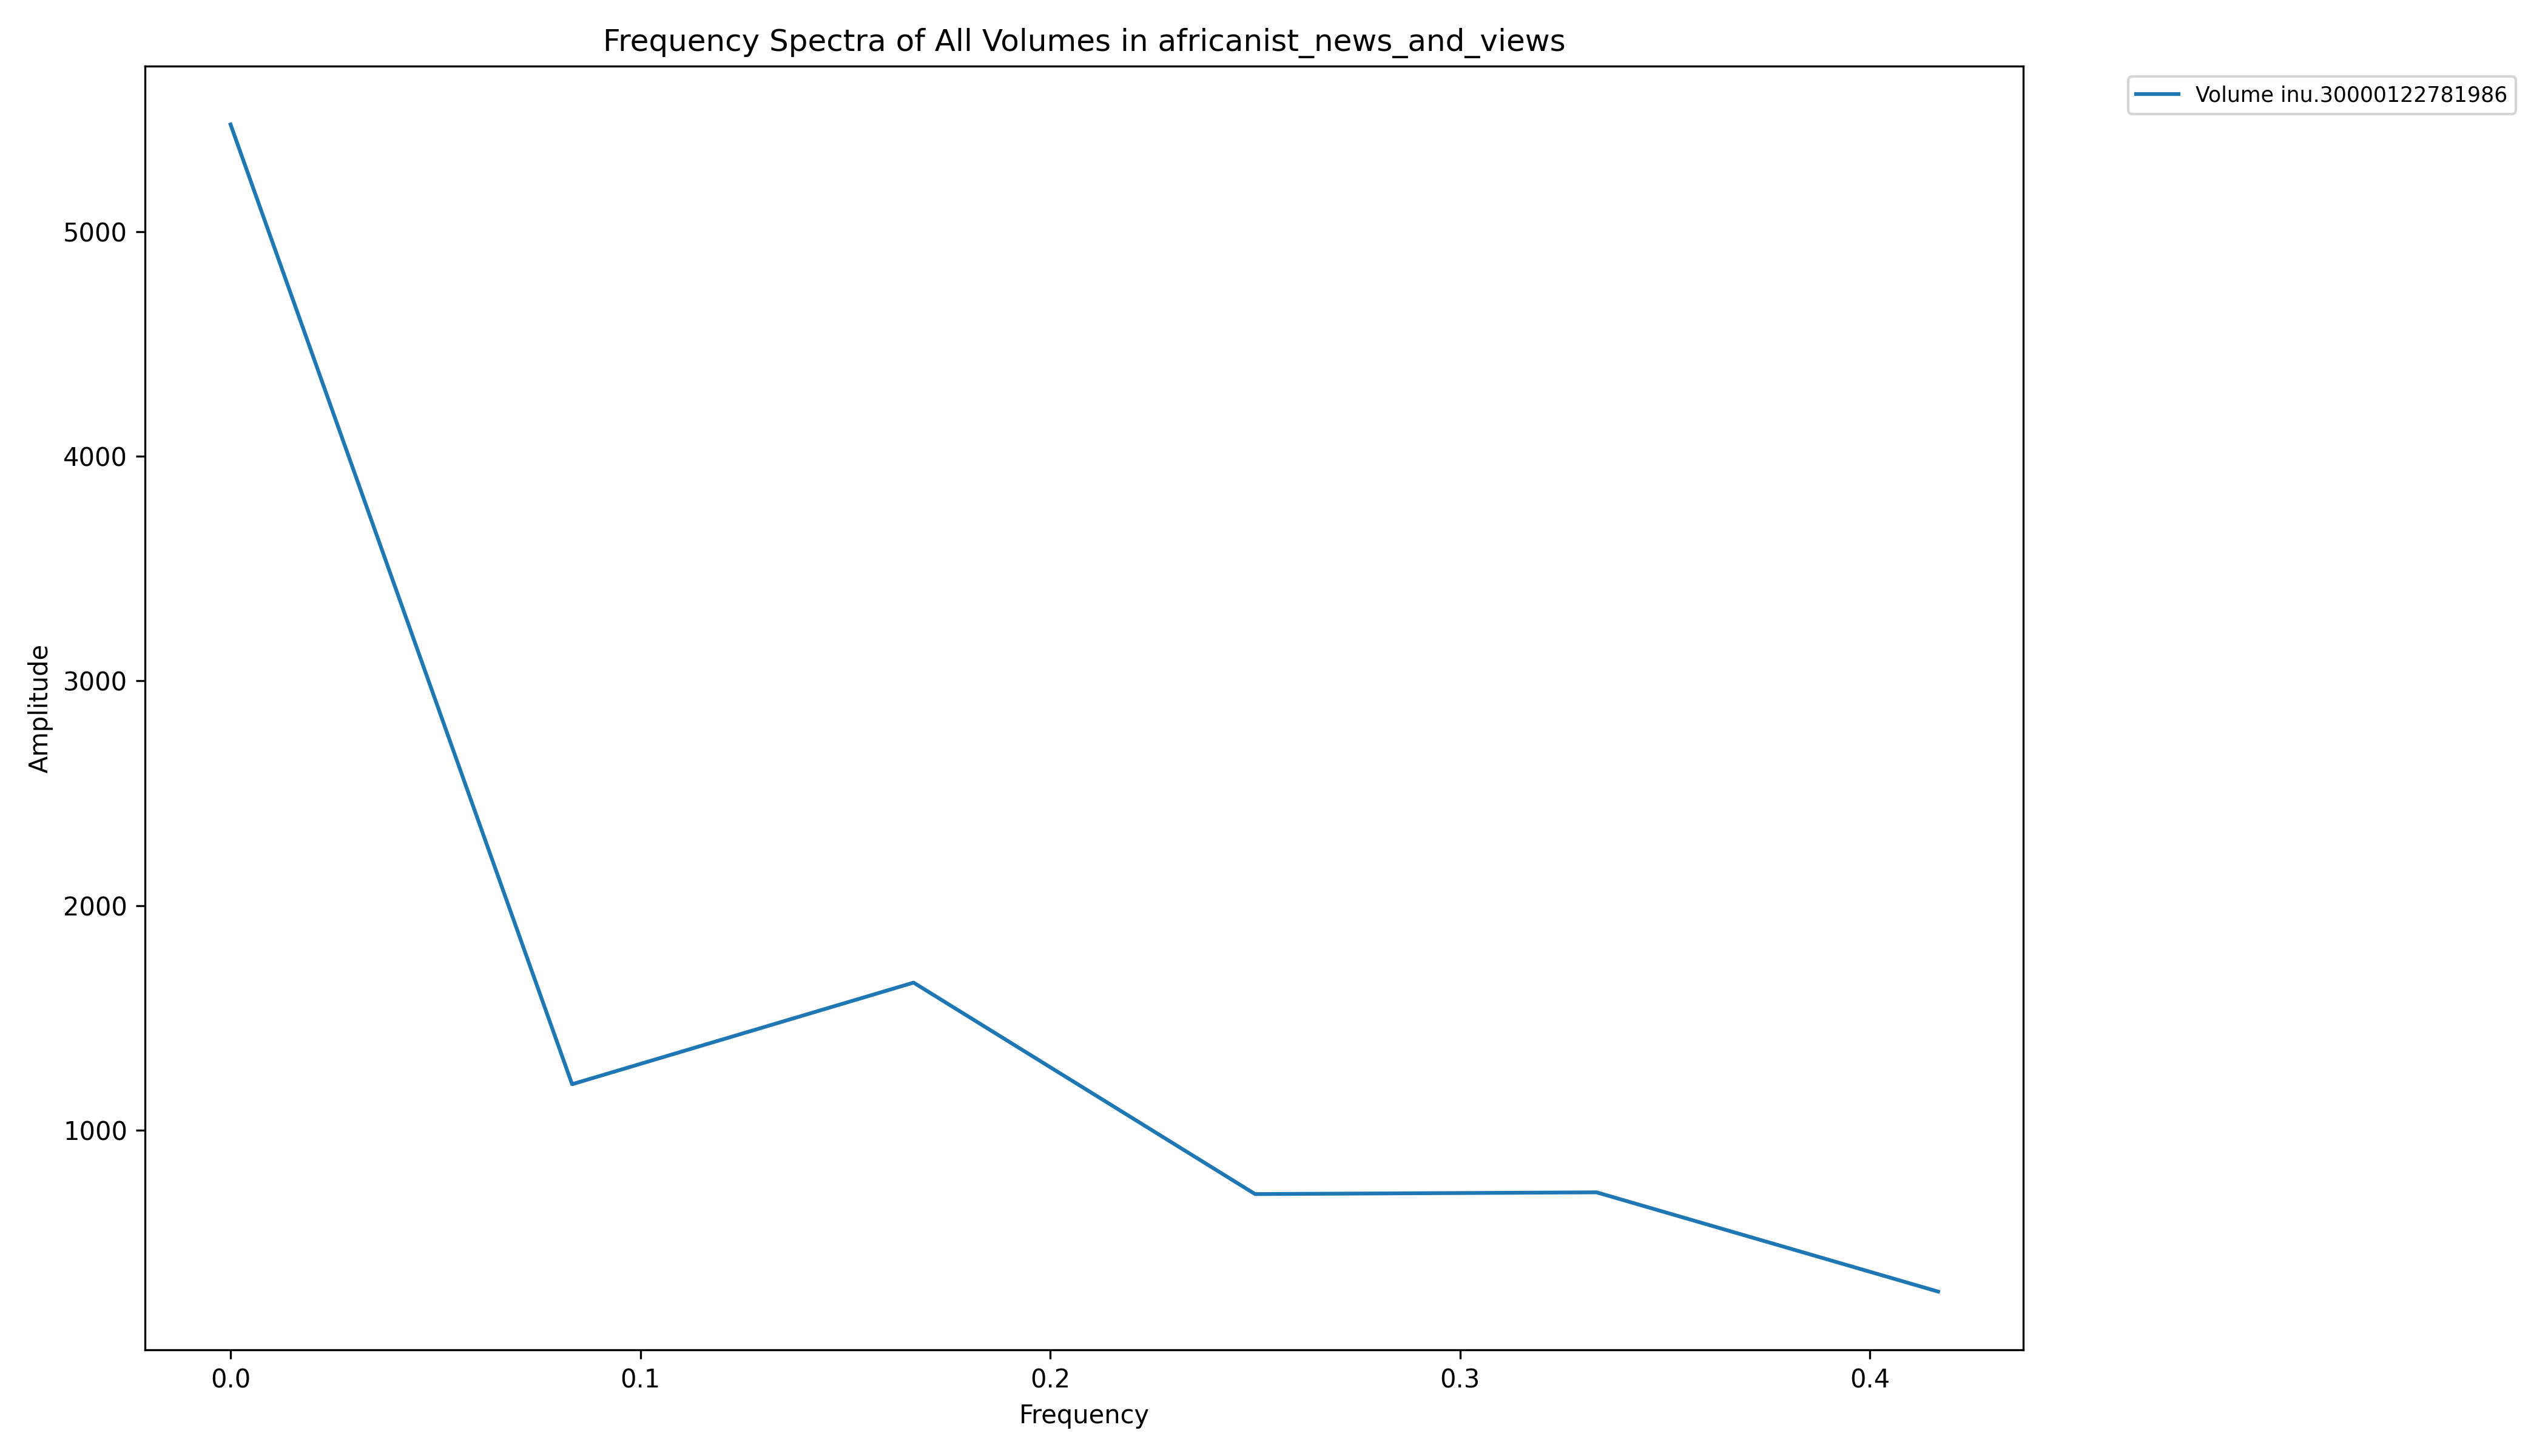 Frequency Spectra of All Volumes in africanist_news_and_views
Volume inu.30000122781986
Amplitude
5000
4000
3000
2000
1000
0.0 0.1 0.2 0.3 0.4
Frequency